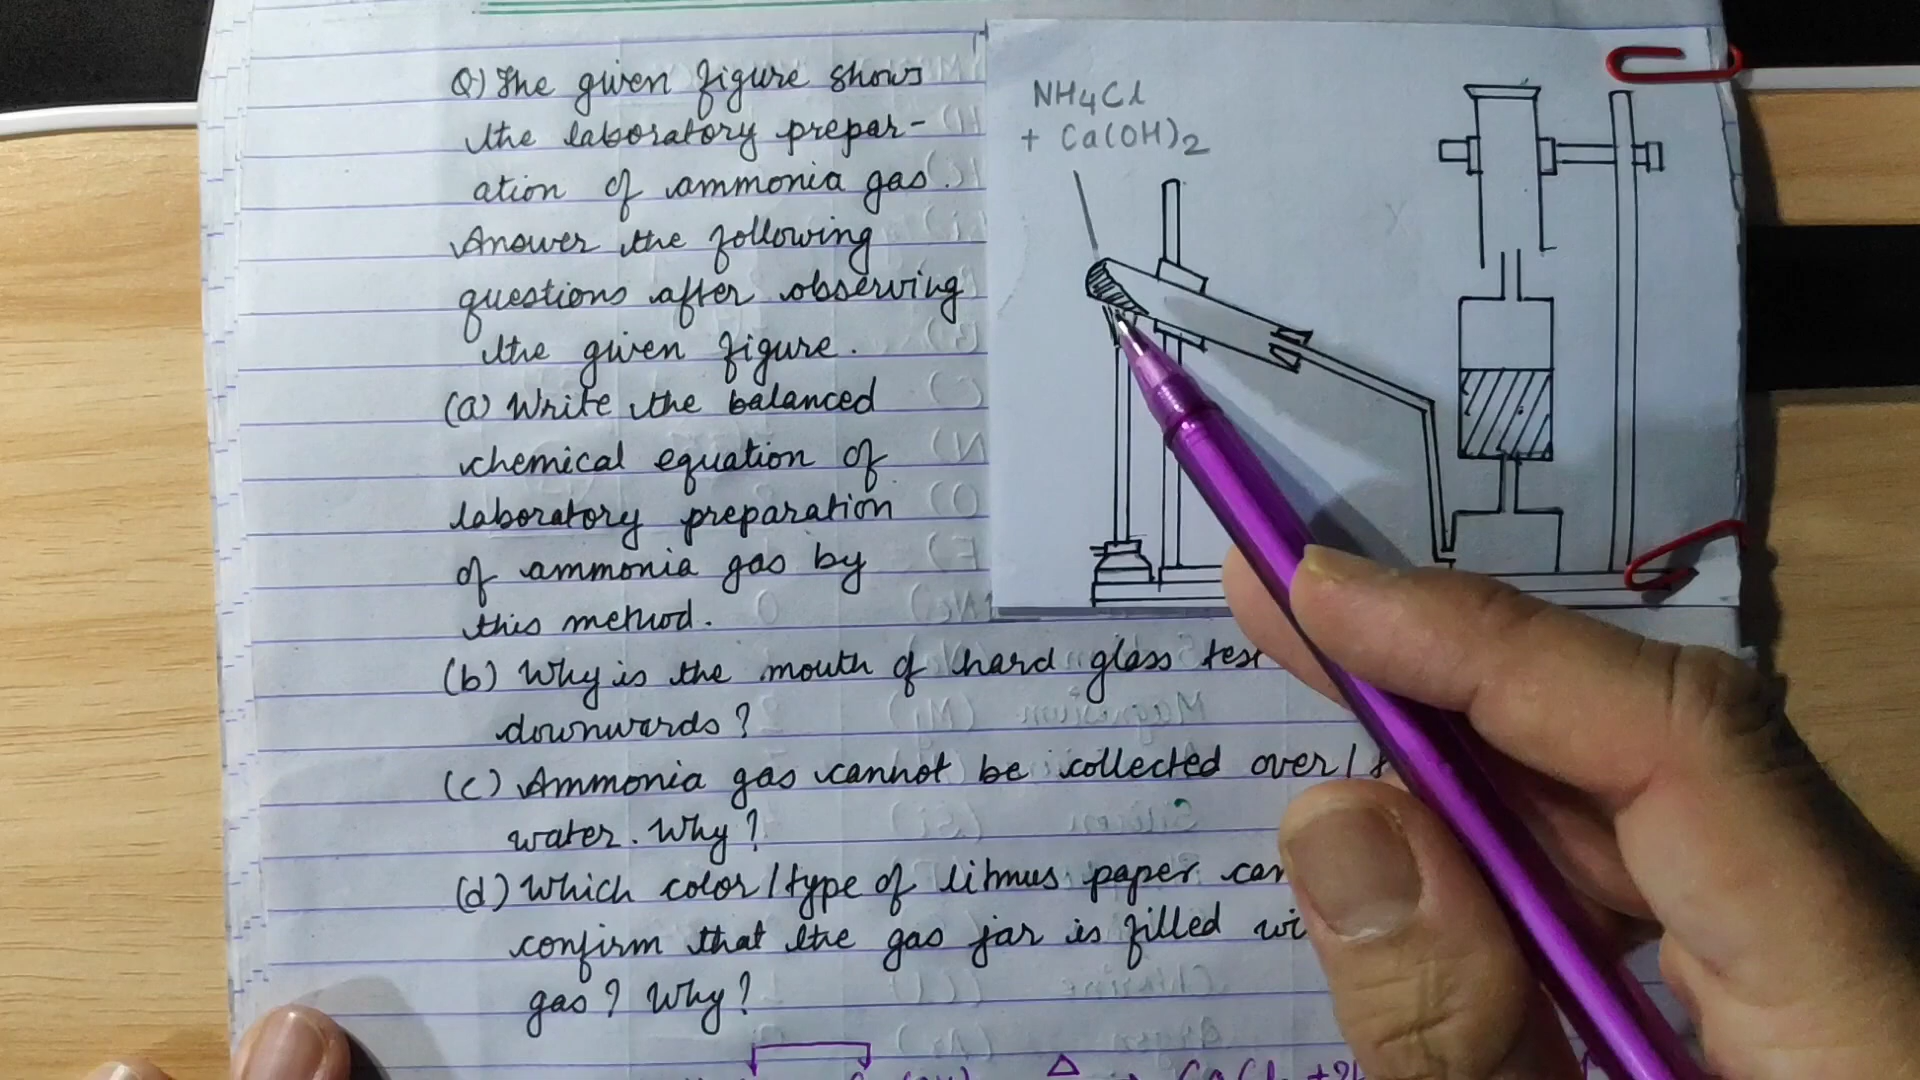 Q) The given figure shows
the laboratory prepar-
ation of ammonia gas.
Answer the following
questions after observing
the given figure.
(a) Write the balanced
chemical equation of
laboratory preparation
of ammonia gas by
this method.
NH4Cl
+ Ca(OH)2
(b) Why is the mouth of hard glass test
downwards?
(c) Ammonia gas cannot be collected over/
water. Why?
(d) Which color/type of litmus paper can
confirm that the gas jar is filled wi
gas? Why?